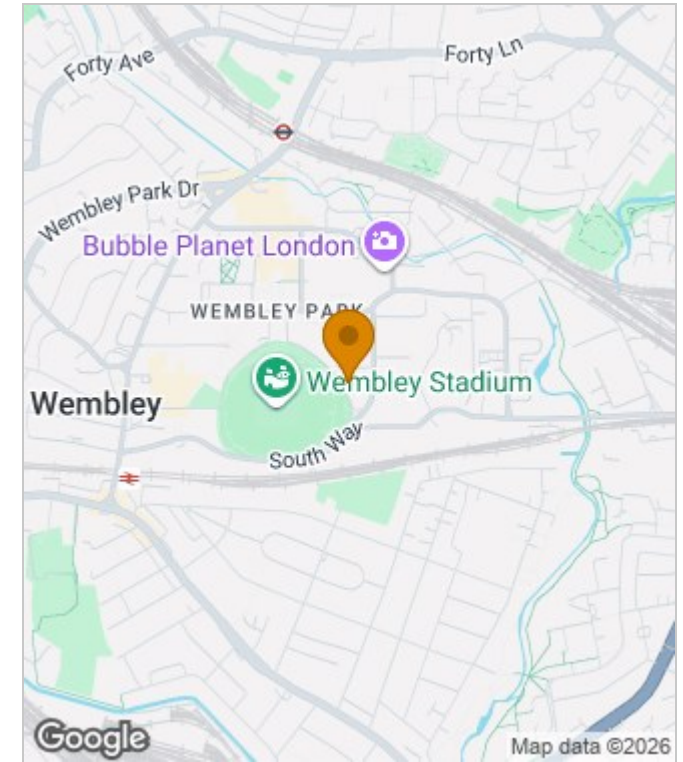 Forty Ave
Forty Ln
Wembley Park Dr
Bubble Planet London
WEMBLEY PARK
Wembley Stadium
Wembley
South Way
Google
Map data ©2026